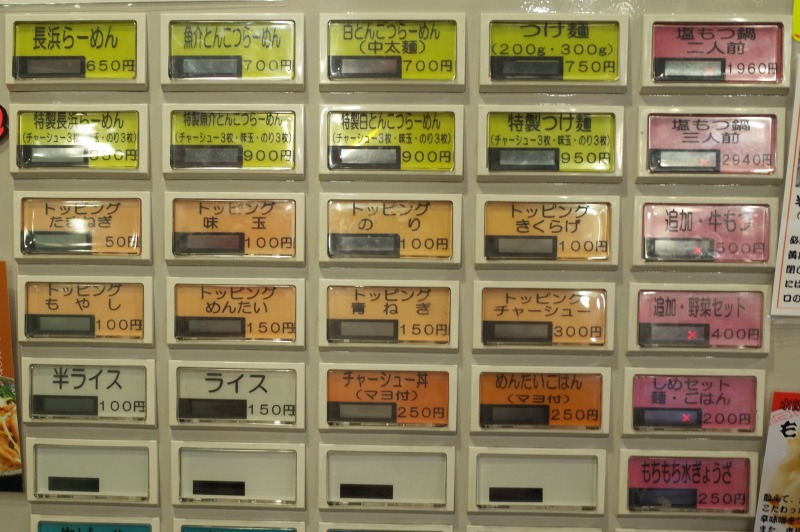 長浜らーめん
650円
魚介とんこつらーめん
700円
白とんこつらーめん
(中太麺)
700円
つけ麺
(200g・300g)
750円
塩もつ鍋
二人前
1960円
特製長浜らーめん
(チャーシュー3枚・味玉・のり3枚)
特製魚介とんこつらーめん
(チャーシュー3枚・味玉・のり3枚)
900円
特製白とんこつらーめん
(チャーシュー3枚・味玉・のり3枚)
900円
特製つけ麺
(チャーシュー3枚・味玉・のり3枚)
950円
塩もつ鍋
三人前
2940円
トッピング
たまねぎ
50円
トッピング
味玉
100円
トッピング
のり
100円
トッピング
きくらげ
100円
追加・牛もつ
500円
トッピング
もやし
100円
トッピング
めんたい
150円
トッピング
青ねぎ
150円
トッピング
チャーシュー
300円
追加・野菜セット
400円
半ライス
100円
ライス
150円
チャーシュー丼
(マヨ付)
250円
めんたいごはん
(マヨ付)
250円
しめセット
麺・ごはん
200円
もちもち水ぎょうざ
250円